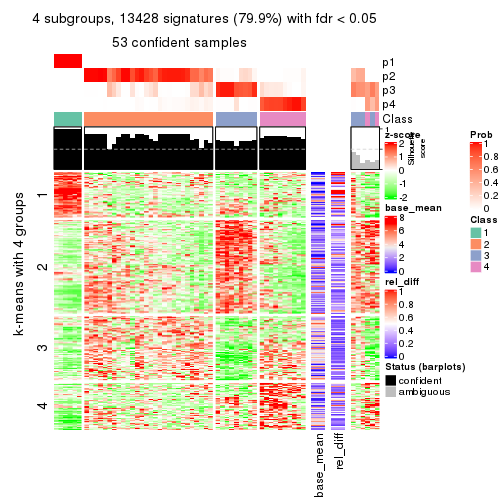 4 subgroups, 13428 signatures (79.9%) with fdr < 0.05
53 confident samples
p1
p2
p3
p4
Class
1
Silhouette
score
k-means with 4 groups
1
2
3
4
base_mean
rel_diff
z-score
2
1
0
-1
-2
base_mean
8
6
4
2
0
rel_diff
1
0.8
0.6
0.4
0.2
0
Status (barplots)
confident
ambiguous
Prob
1
0.8
0.6
0.4
0.2
0
Class
1
2
3
4